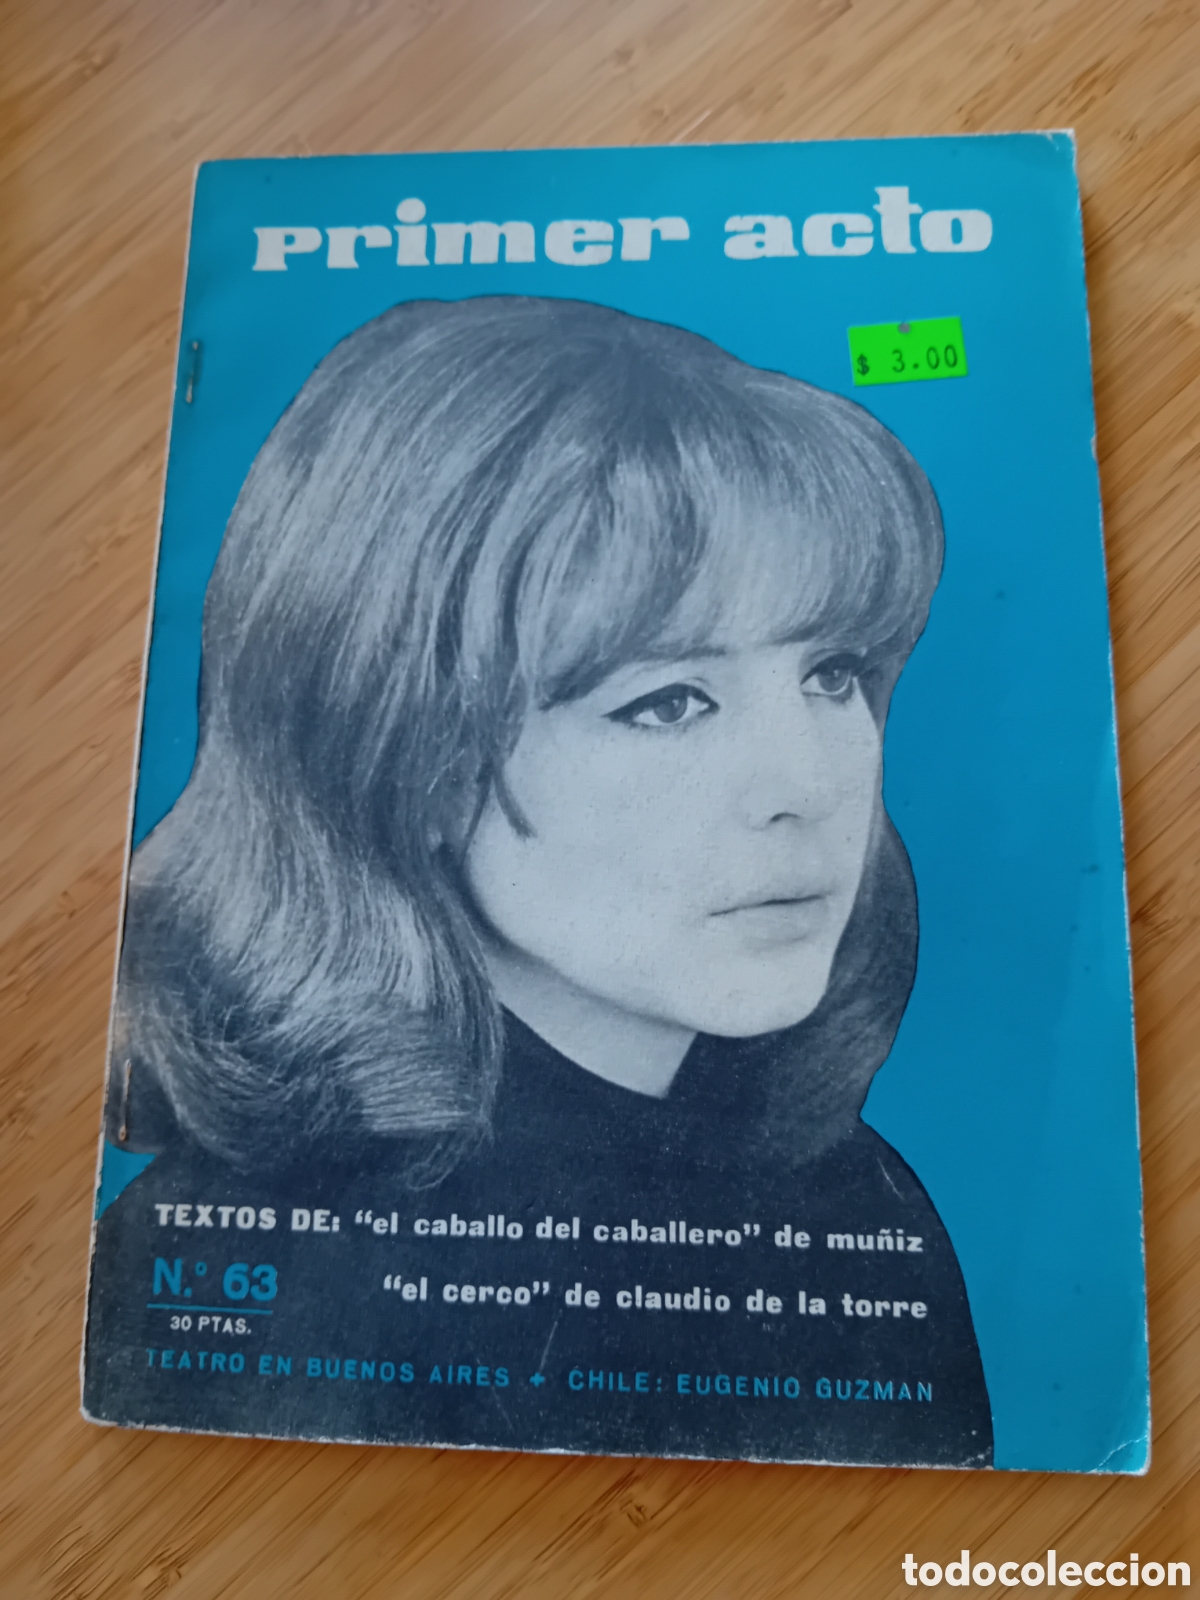 primer acto
$ 3.00
TEXTOS DE: "el caballo del caballero" de muñiz
N.º 63
"el cerco" de claudio de la torre
30 PTAS.
TEATRO EN BUENOS AIRES + CHILE: EUGENIO GUZMAN
todocoleccion